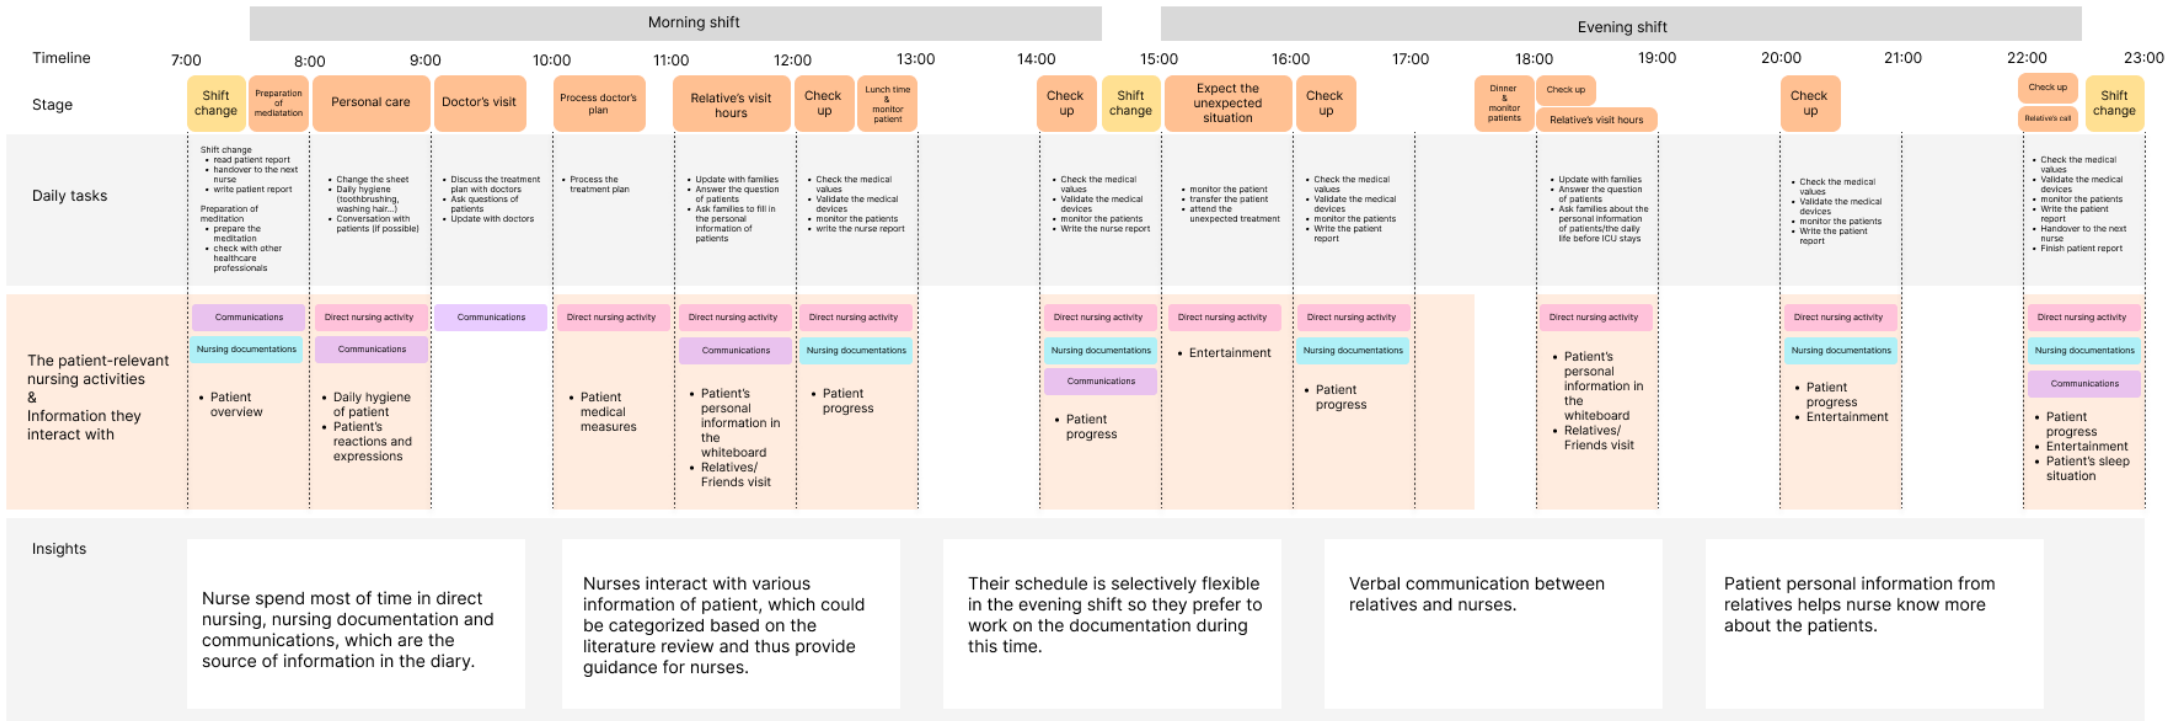 Morning shift
Evening shift
Timeline
7:00
8:00
9:00
10:00
11:00
12:00
13:00
14:00
15:00
16:00
17:00
18:00
19:00
20:00
21:00
22:00
23:00
Stage
Shift
change
Preparation
of
mediatation
Personal care
Doctor's visit
Process doctor's
plan
Relative's visit
hours
Check
up
Lunch time
&
monitor
patient
Check
up
Shift
change
Expect the
unexpected
situation
Check
up
Dinner
&
monitor
patients
Check up
Relative's visit hours
Check
up
Check up
Relative's call
Shift
change
Daily tasks
Shift change
• read patient report
• handover to the next
nurse
• write patient report
Preparation of
meditation
• prepare the
meditation
• check with other
healthcare
professionals
• Change the sheet
• Daily hygiene
(toothbrushing,
washing hair...)
• Conversation with
patients (if possible)
• Discuss the treatment
plan with doctors
• Ask questions of
patients
• Update with doctors
• Process the
treatment plan
• Update with families
• Answer the question
of patients
• Ask families to fill in
the personal
information of
patients
• Check the medical
values
• Validate the medical
devices
• monitor the patients
• write the nurse report
• Check the medical
values
• Validate the medical
devices
• monitor the patients
• Write the nurse report
• monitor the patient
• transfer the patient
• attend the
unexpected treatment
• Check the medical
values
• Validate the medical
devices
• monitor the patients
• Write the patient
report
• Update with families
• Answer the question
of patients
• Ask families about the
personal information
of patients/the daily
life before ICU stays
• Check the medical
values
• Validate the medical
devices
• monitor the patients
• Write the patient
report
• Check the medical
values
• Validate the medical
devices
• monitor the patients
• Write the patient
report
• Handover to the next
nurse
• Finish patient report
The patient-relevant
nursing activities
&
Information they
interact with
Communications
Nursing documentations
• Patient
overview
Direct nursing activity
Communications
• Daily hygiene
of patient
• Patient's
reactions and
expressions
Communications
Direct nursing activity
• Patient
medical
measures
Direct nursing activity
Communications
• Patient's
personal
information in
the
whiteboard
• Relatives/
Friends visit
Direct nursing activity
Nursing documentations
• Patient
progress
Direct nursing activity
Nursing documentations
Communications
• Patient
progress
Direct nursing activity
• Entertainment
Direct nursing activity
Nursing documentations
• Patient
progress
Direct nursing activity
• Patient's
personal
information in
the
whiteboard
• Relatives/
Friends visit
Direct nursing activity
Nursing documentations
• Patient
progress
• Entertainment
Direct nursing activity
Nursing documentations
Communications
• Patient
progress
• Entertainment
• Patient's sleep
situation
Insights
Nurse spend most of time in direct
nursing, nursing documentation and
communications, which are the
source of information in the diary.
Nurses interact with various
information of patient, which could
be categorized based on the
literature review and thus provide
guidance for nurses.
Their schedule is selectively flexible
in the evening shift so they prefer to
work on the documentation during
this time.
Verbal communication between
relatives and nurses.
Patient personal information from
relatives helps nurse know more
about the patients.